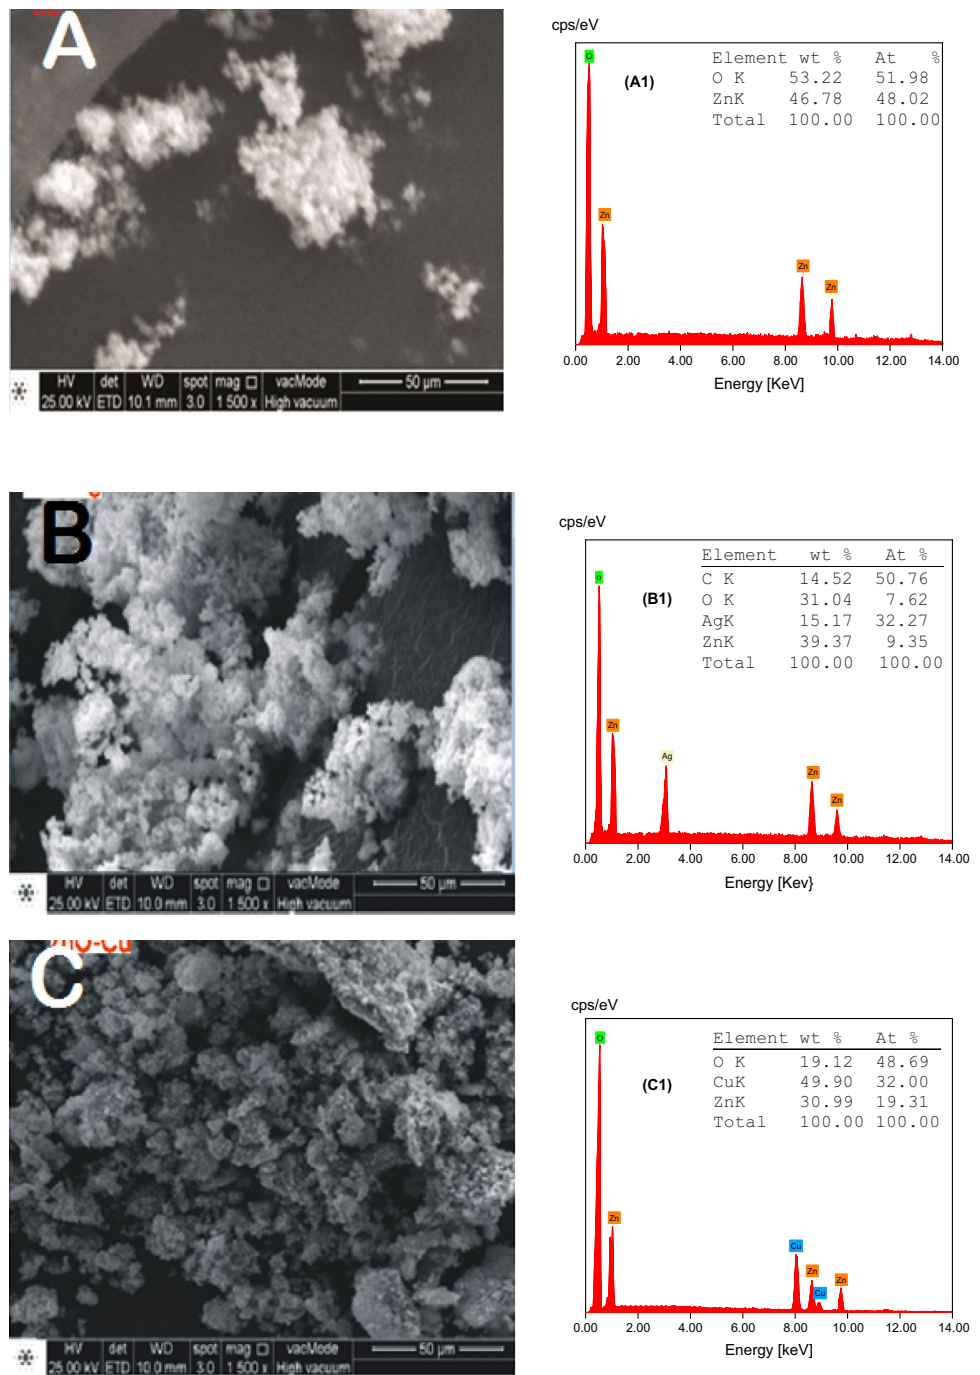 A
HV det WD spot mag □ vacMode 50 µm
25.00 kV ETD 10.1 mm 3.0 1 500 x High vacuum
cps/eV
(A1)
Element wt % At %
O K 53.22 51.98
ZnK 46.78 48.02
Total 100.00 100.00
O
Zn
Zn
Zn
0.00 2.00 4.00 6.00 8.00 10.00 12.00 14.00
Energy [KeV]
B
HV det WD spot mag □ vacMode 50 µm
25.00 kV ETD 10.0 mm 3.0 1 500 x High vacuum
cps/eV
(B1)
Element wt % At %
C K 14.52 50.76
O K 31.04 7.62
AgK 15.17 32.27
ZnK 39.37 9.35
Total 100.00 100.00
O
Zn
Ag
Zn
Zn
0.00 2.00 4.00 6.00 8.00 10.00 12.00 14.00
Energy [Kev}
ZnO-Cu
C
HV det WD spot mag □ vacMode 50 µm
25.00 kV ETD 10.0 mm 3.0 1 500 x High vacuum
cps/eV
(C1)
Element wt % At %
O K 19.12 48.69
CuK 49.90 32.00
ZnK 30.99 19.31
Total 100.00 100.00
O
Zn
Cu
Zn
Cu
Zn
0.00 2.00 4.00 6.00 8.00 10.00 12.00 14.00
Energy [keV]